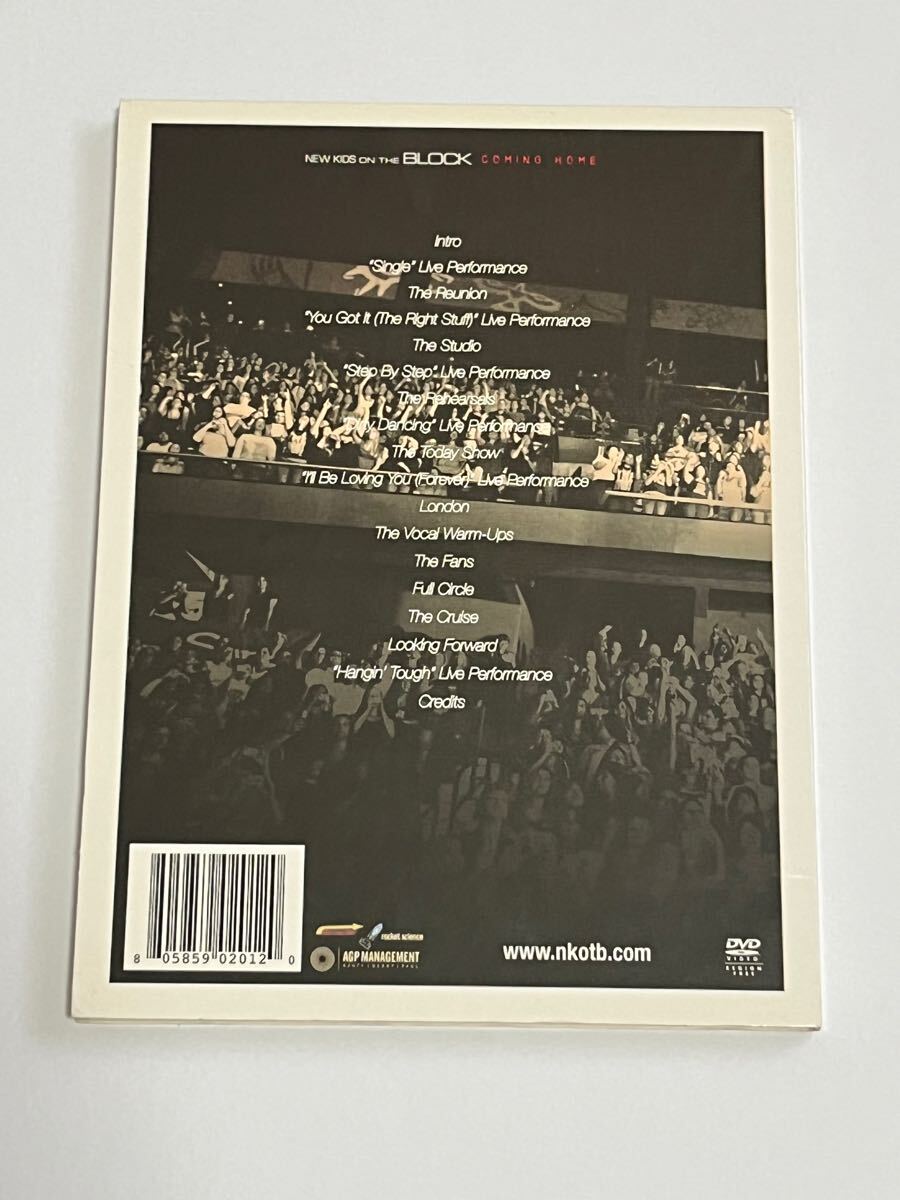 NEW KIDS ON THE BLOCK COMING HOME
Intro
"Single" Live Performance
The Reunion
"You Got It (The Right Stuff)" Live Performance
The Studio
"Step By Step" Live Performance
The Rehearsals
"Dirty Dancing" Live Performance
The Today Show
"I'll Be Loving You (Forever)" Live Performance
London
The Vocal Warm-Ups
The Fans
Full Circle
The Cruise
Looking Forward
"Hangin' Tough" Live Performance
Credits
8 05859 02012 0
rocket science
AGP MANAGEMENT
www.nkotb.com
DVD
VIDEO
REGION
FREE